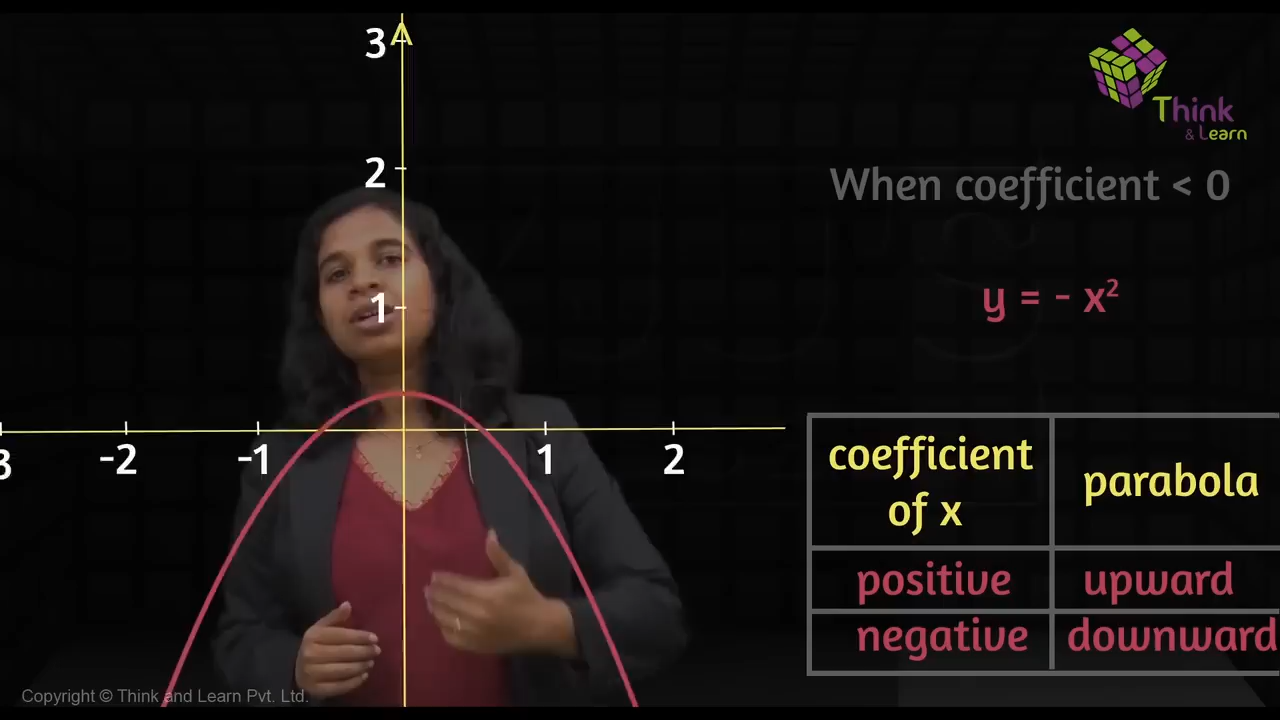 3
2
1
3
-2
-1
1
2
Think
& Learn
When coefficient < 0
y = - x²
coefficient
of x
parabola
positive
upward
negative
downward
Copyright © Think and Learn Pvt. Ltd.